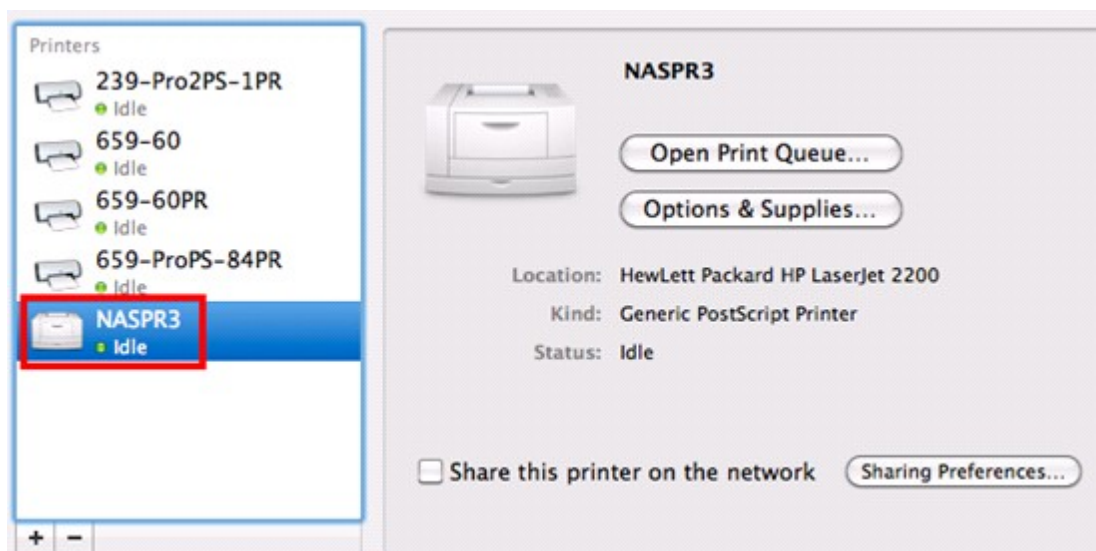 Printers
239-Pro2PS-1PR
Idle
659-60
Idle
659-60PR
Idle
659-ProPS-84PR
Idle
NASPR3
Idle
+ −
NASPR3
Open Print Queue...
Options & Supplies...
Location: HewLett Packard HP LaserJet 2200
Kind: Generic PostScript Printer
Status: Idle
Share this printer on the network Sharing Preferences...